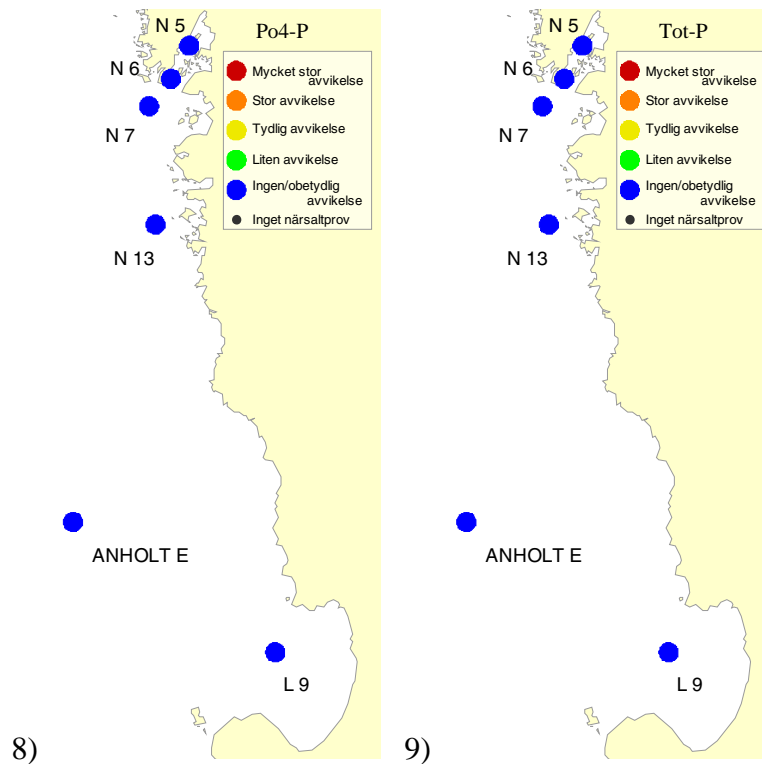 N 5
Po4-P
N 6
Mycket stor
avvikelse
Stor avvikelse
N 7
Tydlig avvikelse
Liten avvikelse
Ingen/obetydlig
avvikelse
Inget närsaltprov
N 13
ANHOLT E
L 9
8)
N 5
Tot-P
N 6
Mycket stor
avvikelse
Stor avvikelse
N 7
Tydlig avvikelse
Liten avvikelse
Ingen/obetydlig
avvikelse
Inget närsaltprov
N 13
ANHOLT E
L 9
9)